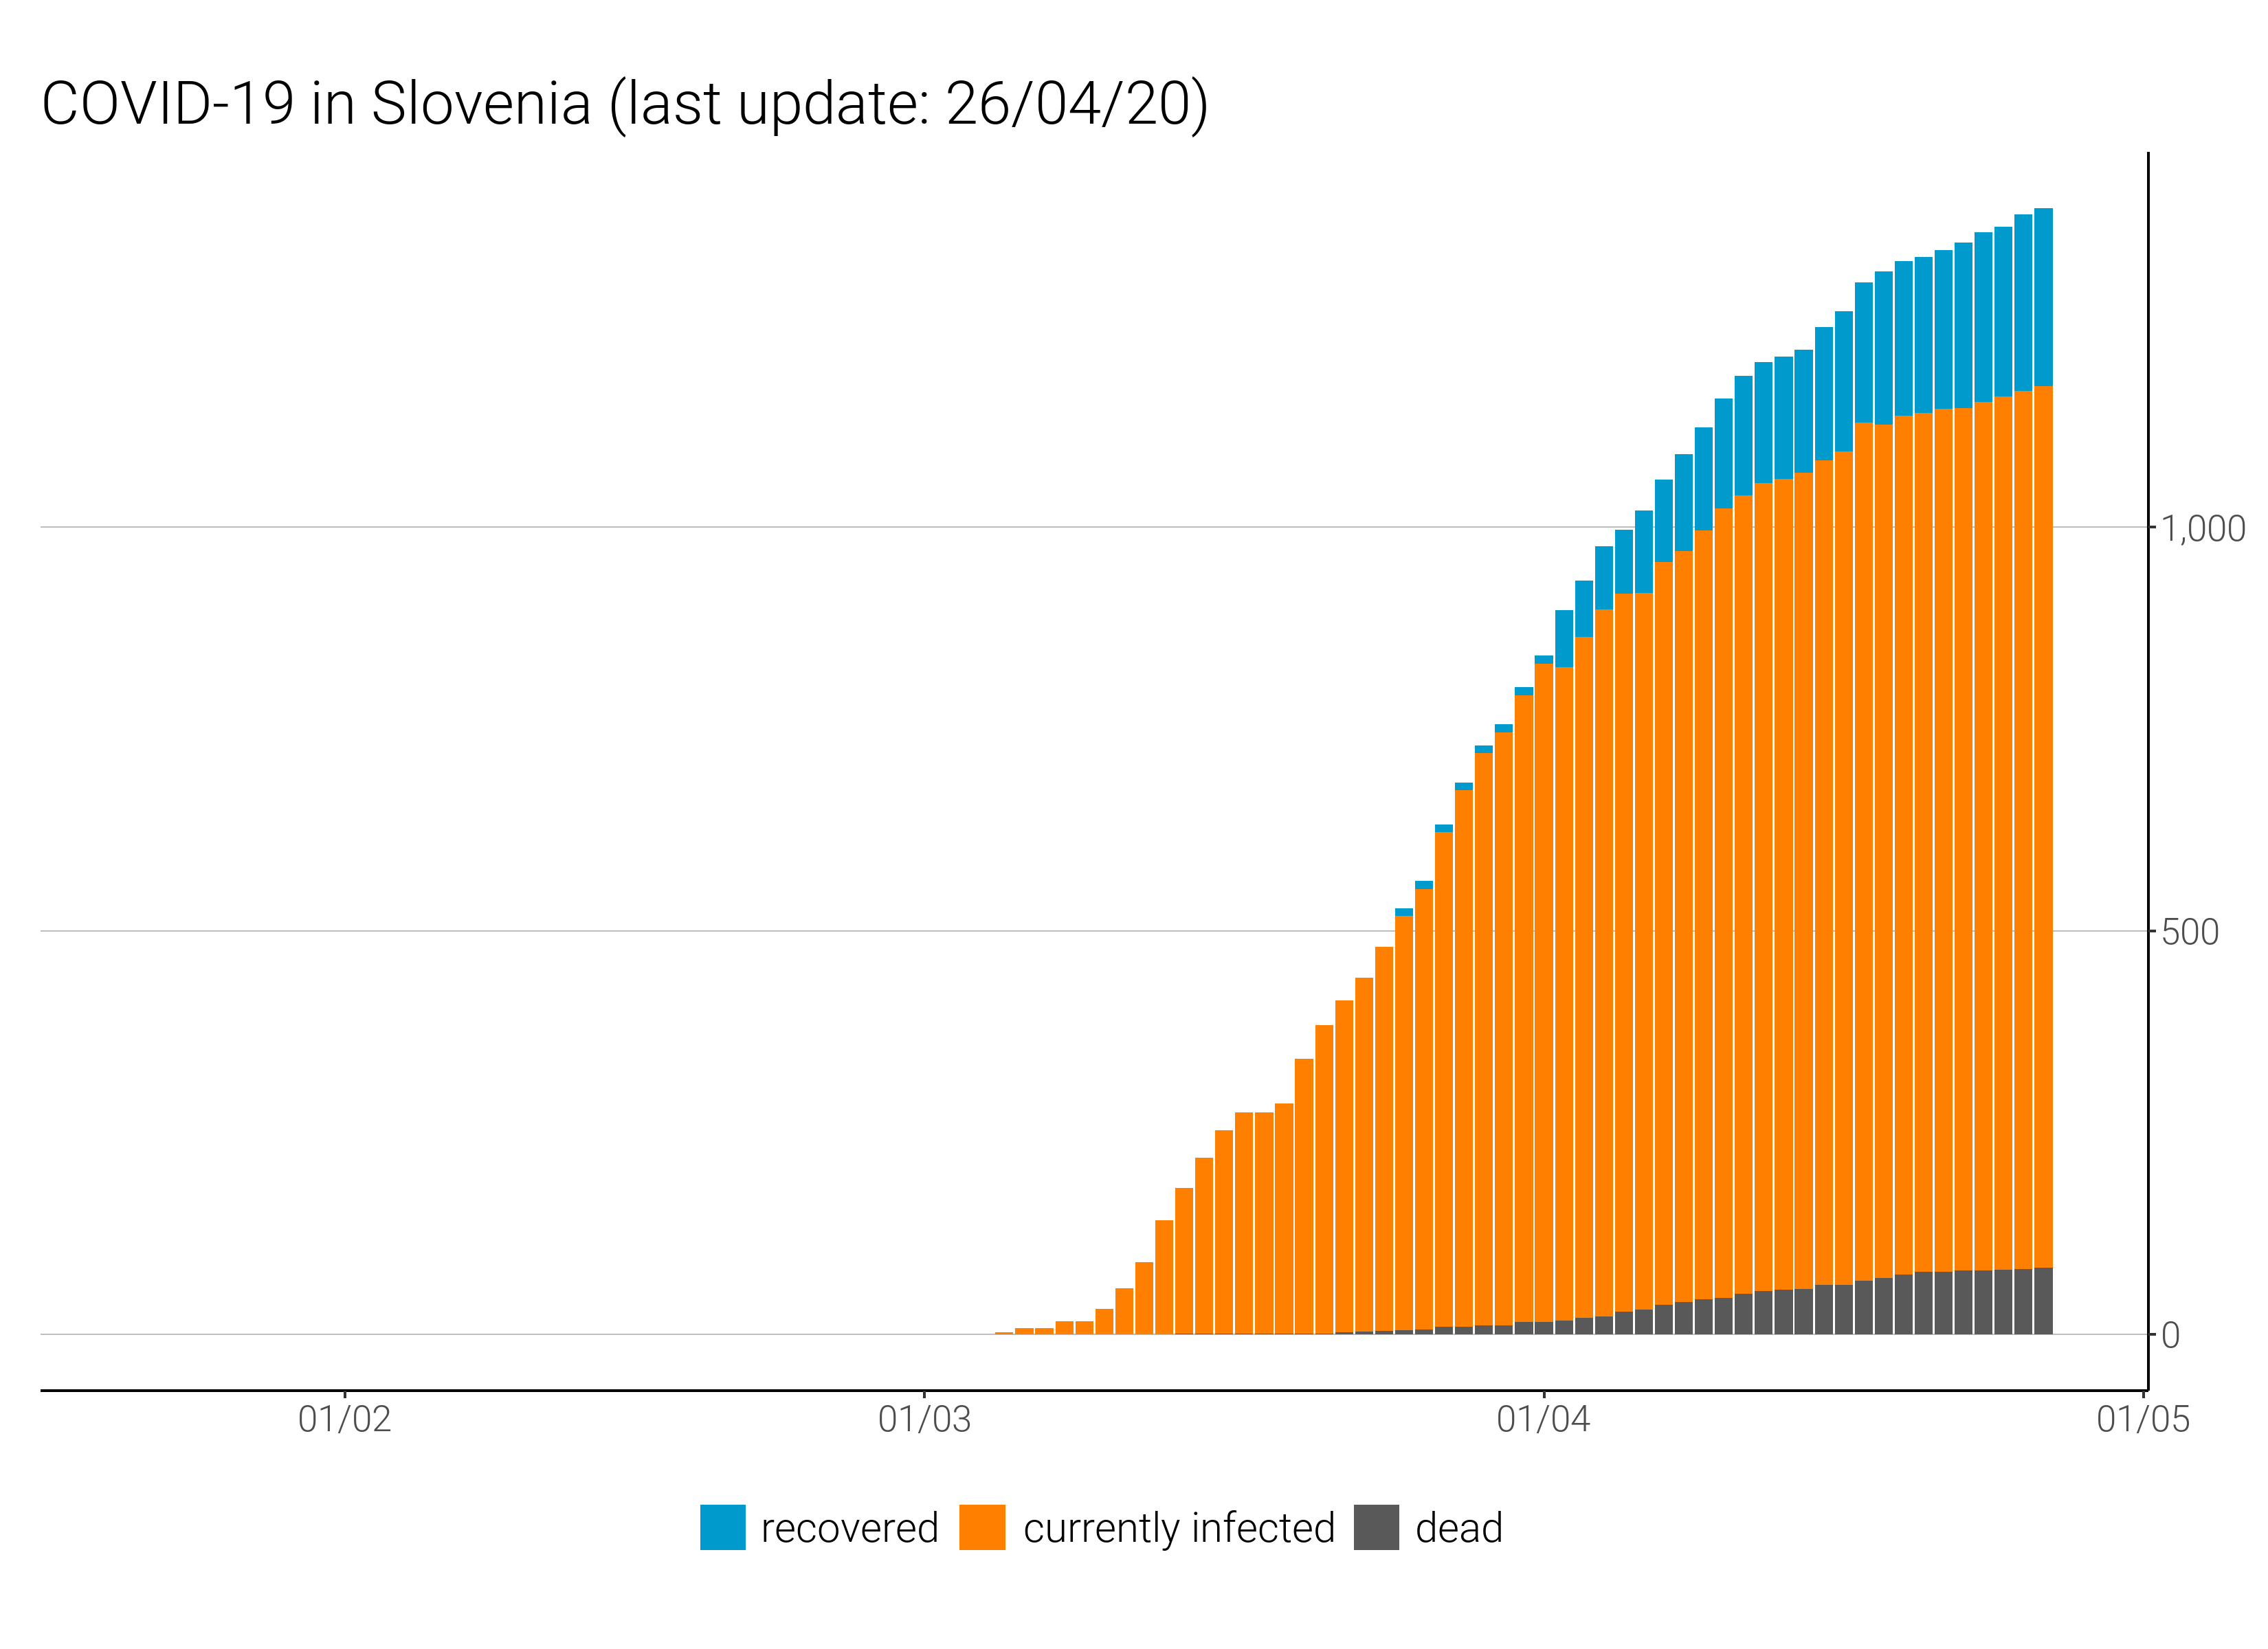 COVID-19 in Slovenia (last update: 26/04/20)
1,000
500
0
01/02 01/03 01/04 01/05
recovered currently infected dead